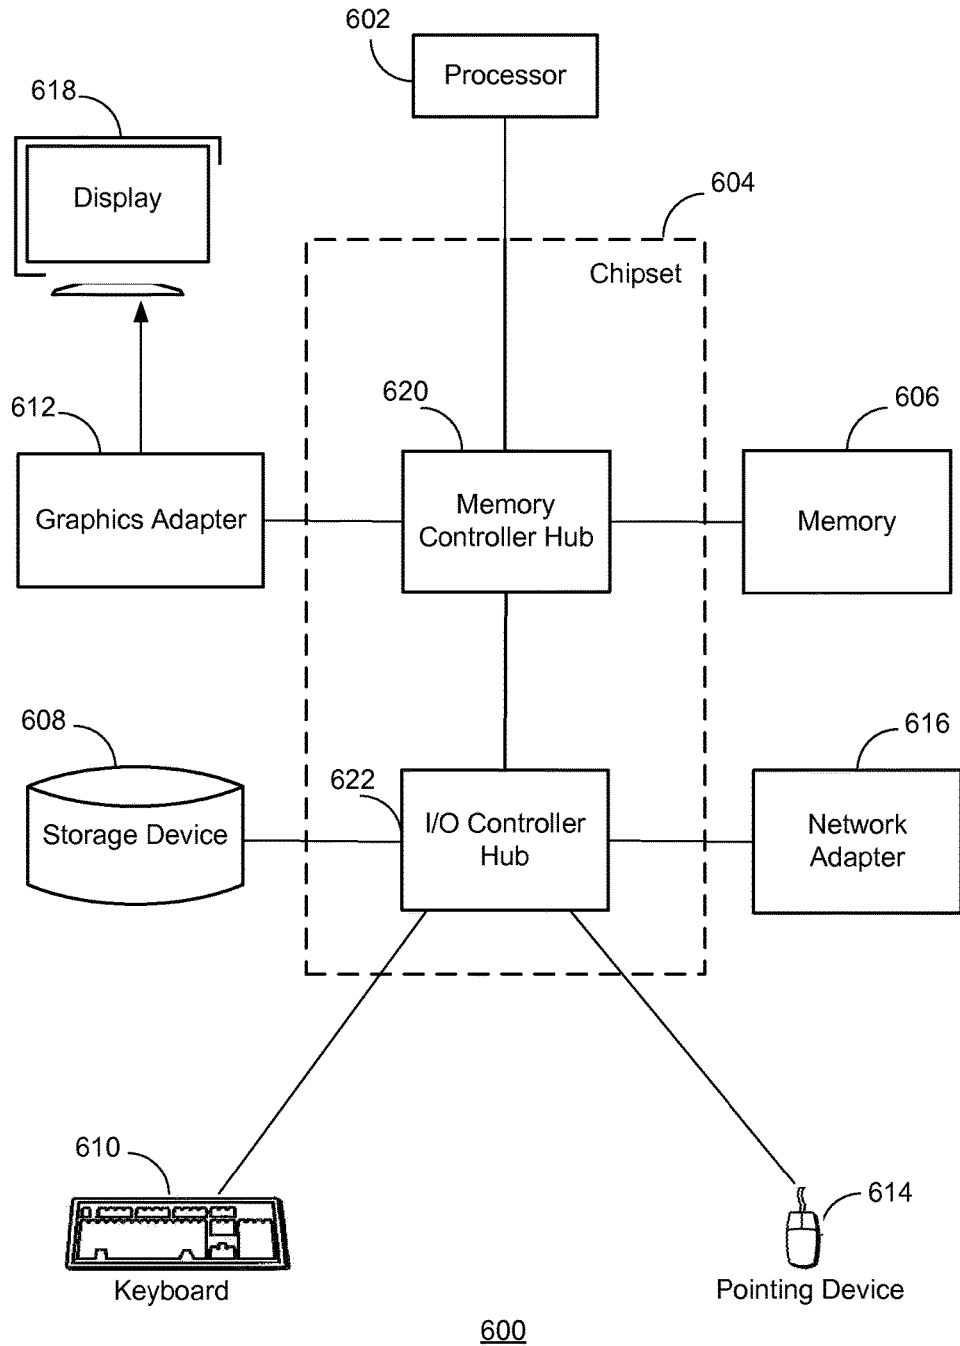 602
Processor
618
Display
604
Chipset
612
620
606
Graphics Adapter
Memory
Controller Hub
Memory
608
622
616
Storage Device
I/O Controller
Hub
Network
Adapter
610
614
Keyboard
Pointing Device
600